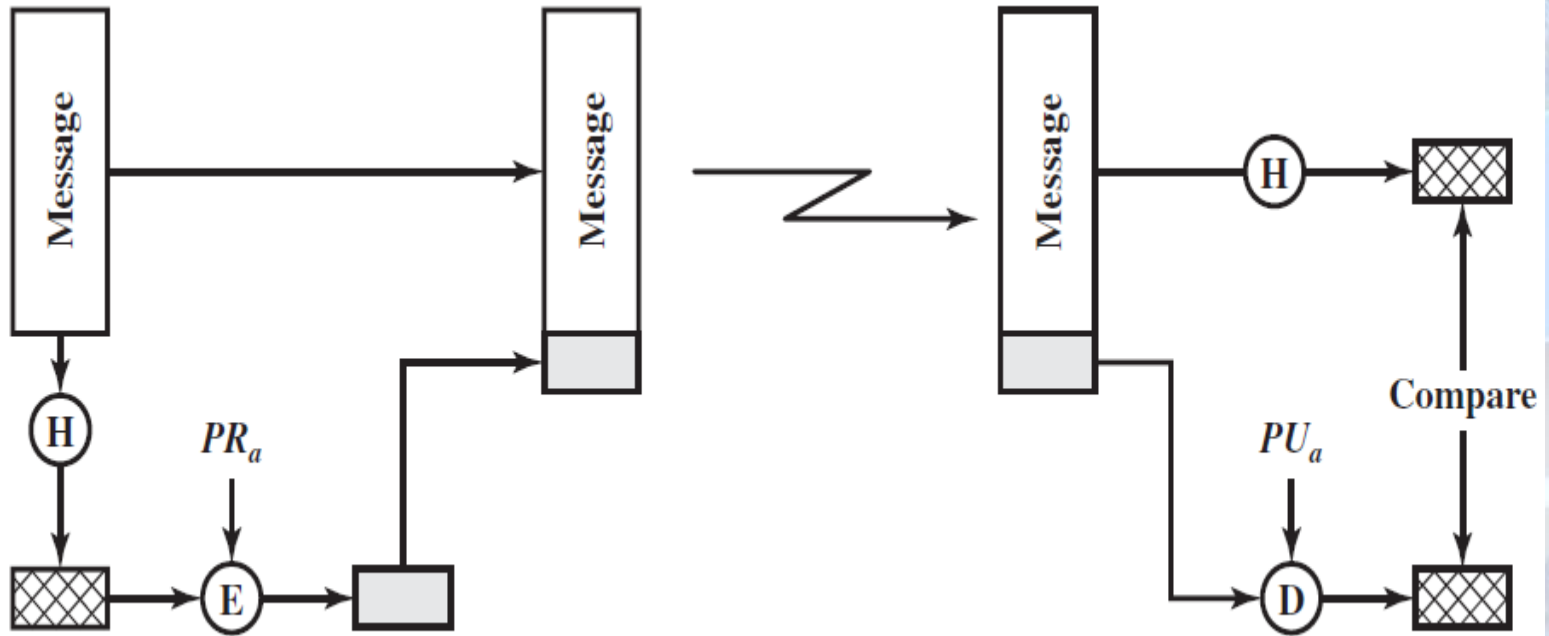 Message
Message
Message
H
Compare
H
PRa
PUa
E
D